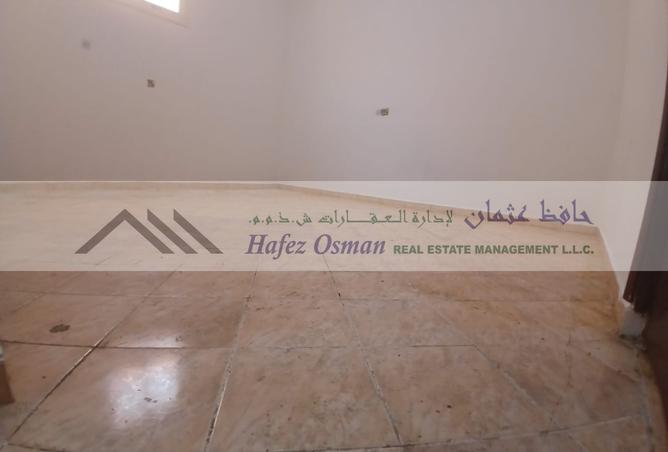 حافظ عثمان لإدارة العقارات ش.ذ.م.م.
Hafez Osman REAL ESTATE MANAGEMENT L.L.C.